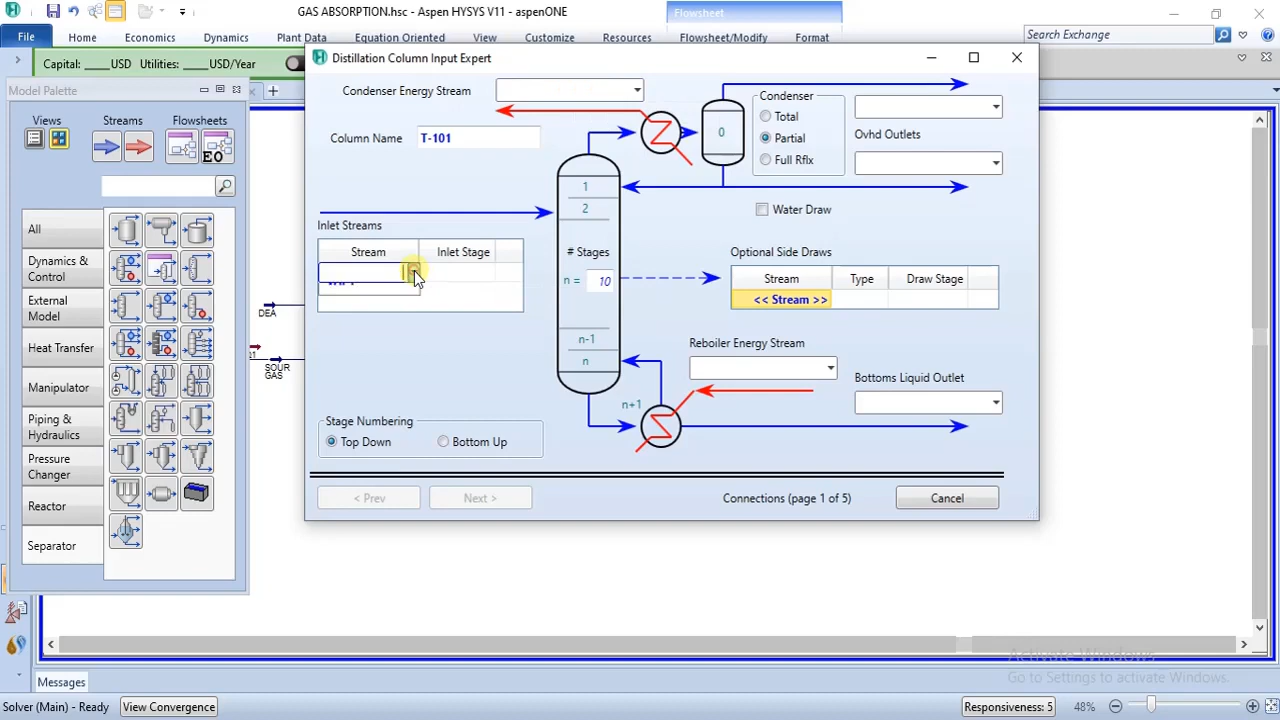 GAS ABSORPTION.hsc - Aspen HYSYS V11 - aspenONE
Flowsheet
File
Home
Economics
Dynamics
Plant Data
Equation Oriented
View
Customize
Resources
Flowsheet/Modify
Format
Search Exchange
Capital: ____ USD Utilities: ____ USD/Year
Model Palette
Views
Streams
Flowsheets
EO
All
Dynamics &
Control
External
Model
Heat Transfer
Manipulator
Piping &
Hydraulics
Pressure
Changer
Reactor
Separator
DEA
SOUR
GAS
Distillation Column Input Expert
Condenser Energy Stream
Column Name T-101
Inlet Streams
Stream Inlet Stage
0
1
2
# Stages
n = 10
n-1
n
n+1
Condenser
Total
Partial
Full Rflx
Ovhd Outlets
Water Draw
Optional Side Draws
Stream Type Draw Stage
<< Stream >>
Reboiler Energy Stream
Bottoms Liquid Outlet
Stage Numbering
Top Down Bottom Up
< Prev
Next >
Connections (page 1 of 5)
Cancel
Activate Windows
Go to Settings to activate Windows.
Messages
Solver (Main) - Ready
View Convergence
Responsiveness: 5
48%